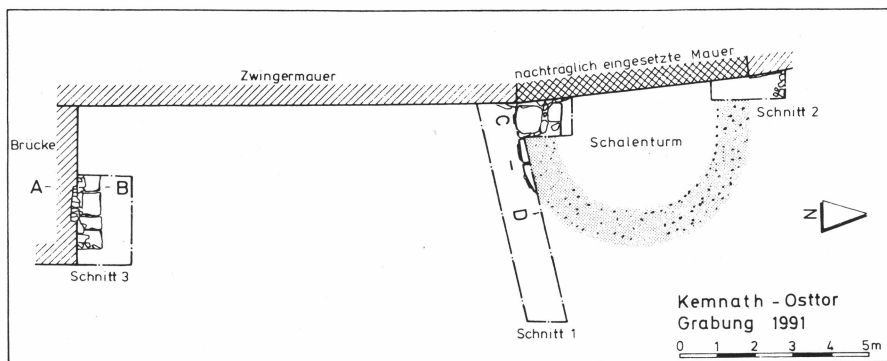 Zwingermauer
nachtraglich eingesetzte Mauer
Brücke
C
Schnitt 2
Schalenturm
A - - B
D
N
Schnitt 3
Schnitt 1
Kemnath - Osttor
Grabung 1991
0 1 2 3 4 5m